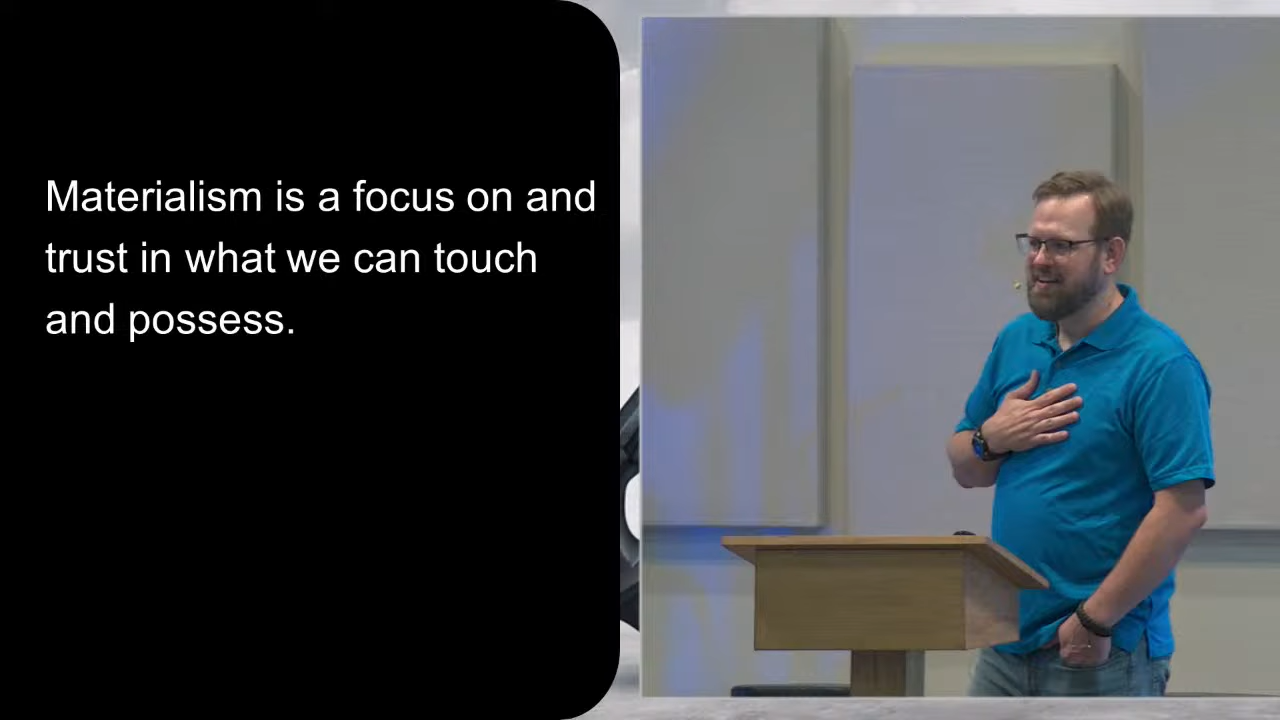 Materialism is a focus on and
trust in what we can touch
and possess.